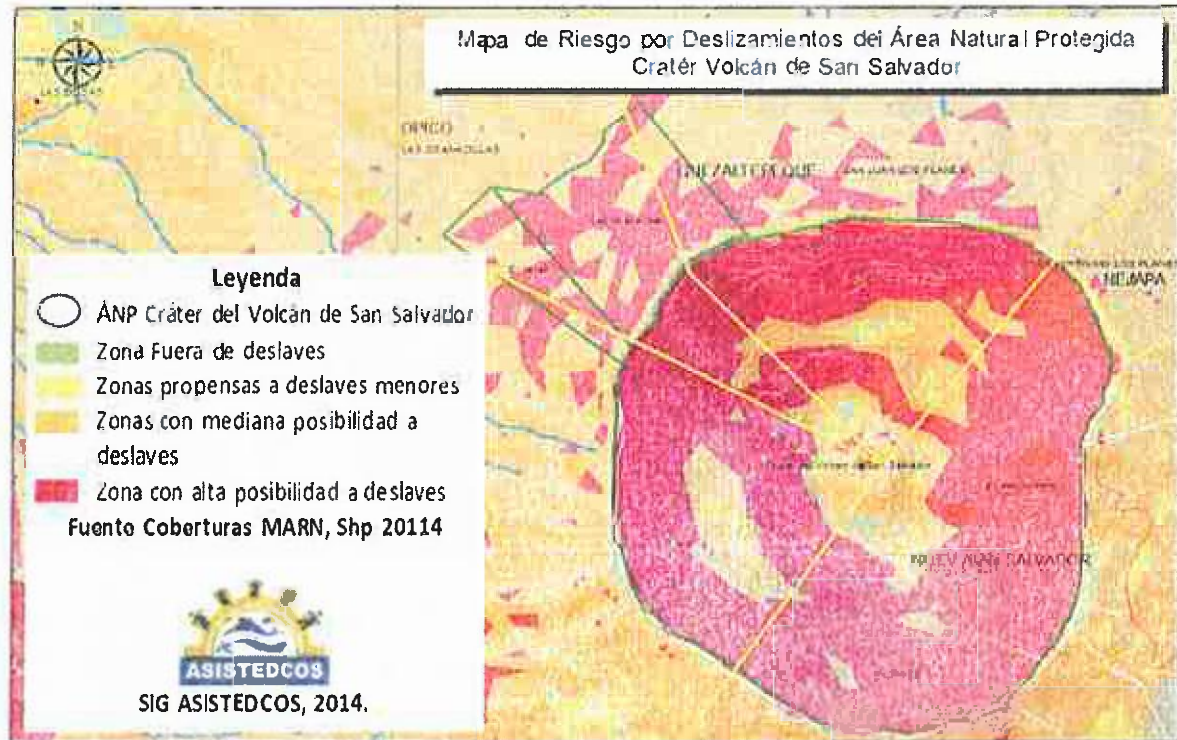 Mapa de Riesgo por Deslizamientos del Área Natural Protegida
Cratér Volcán de San Salvador
N
OPICO
QUEZALTEPEQUE
NEJAPA
Leyenda
ÁNP Cráter del Volcán de San Salvador
Zona Fuera de deslaves
Zonas propensas a deslaves menores
Zonas con mediana posibilidad a
deslaves
Zona con alta posibilidad a deslaves
Fuento Coberturas MARN, Shp 20114
SALVADOR
ASISTEDCOS
SIG ASISTEDCOS, 2014.